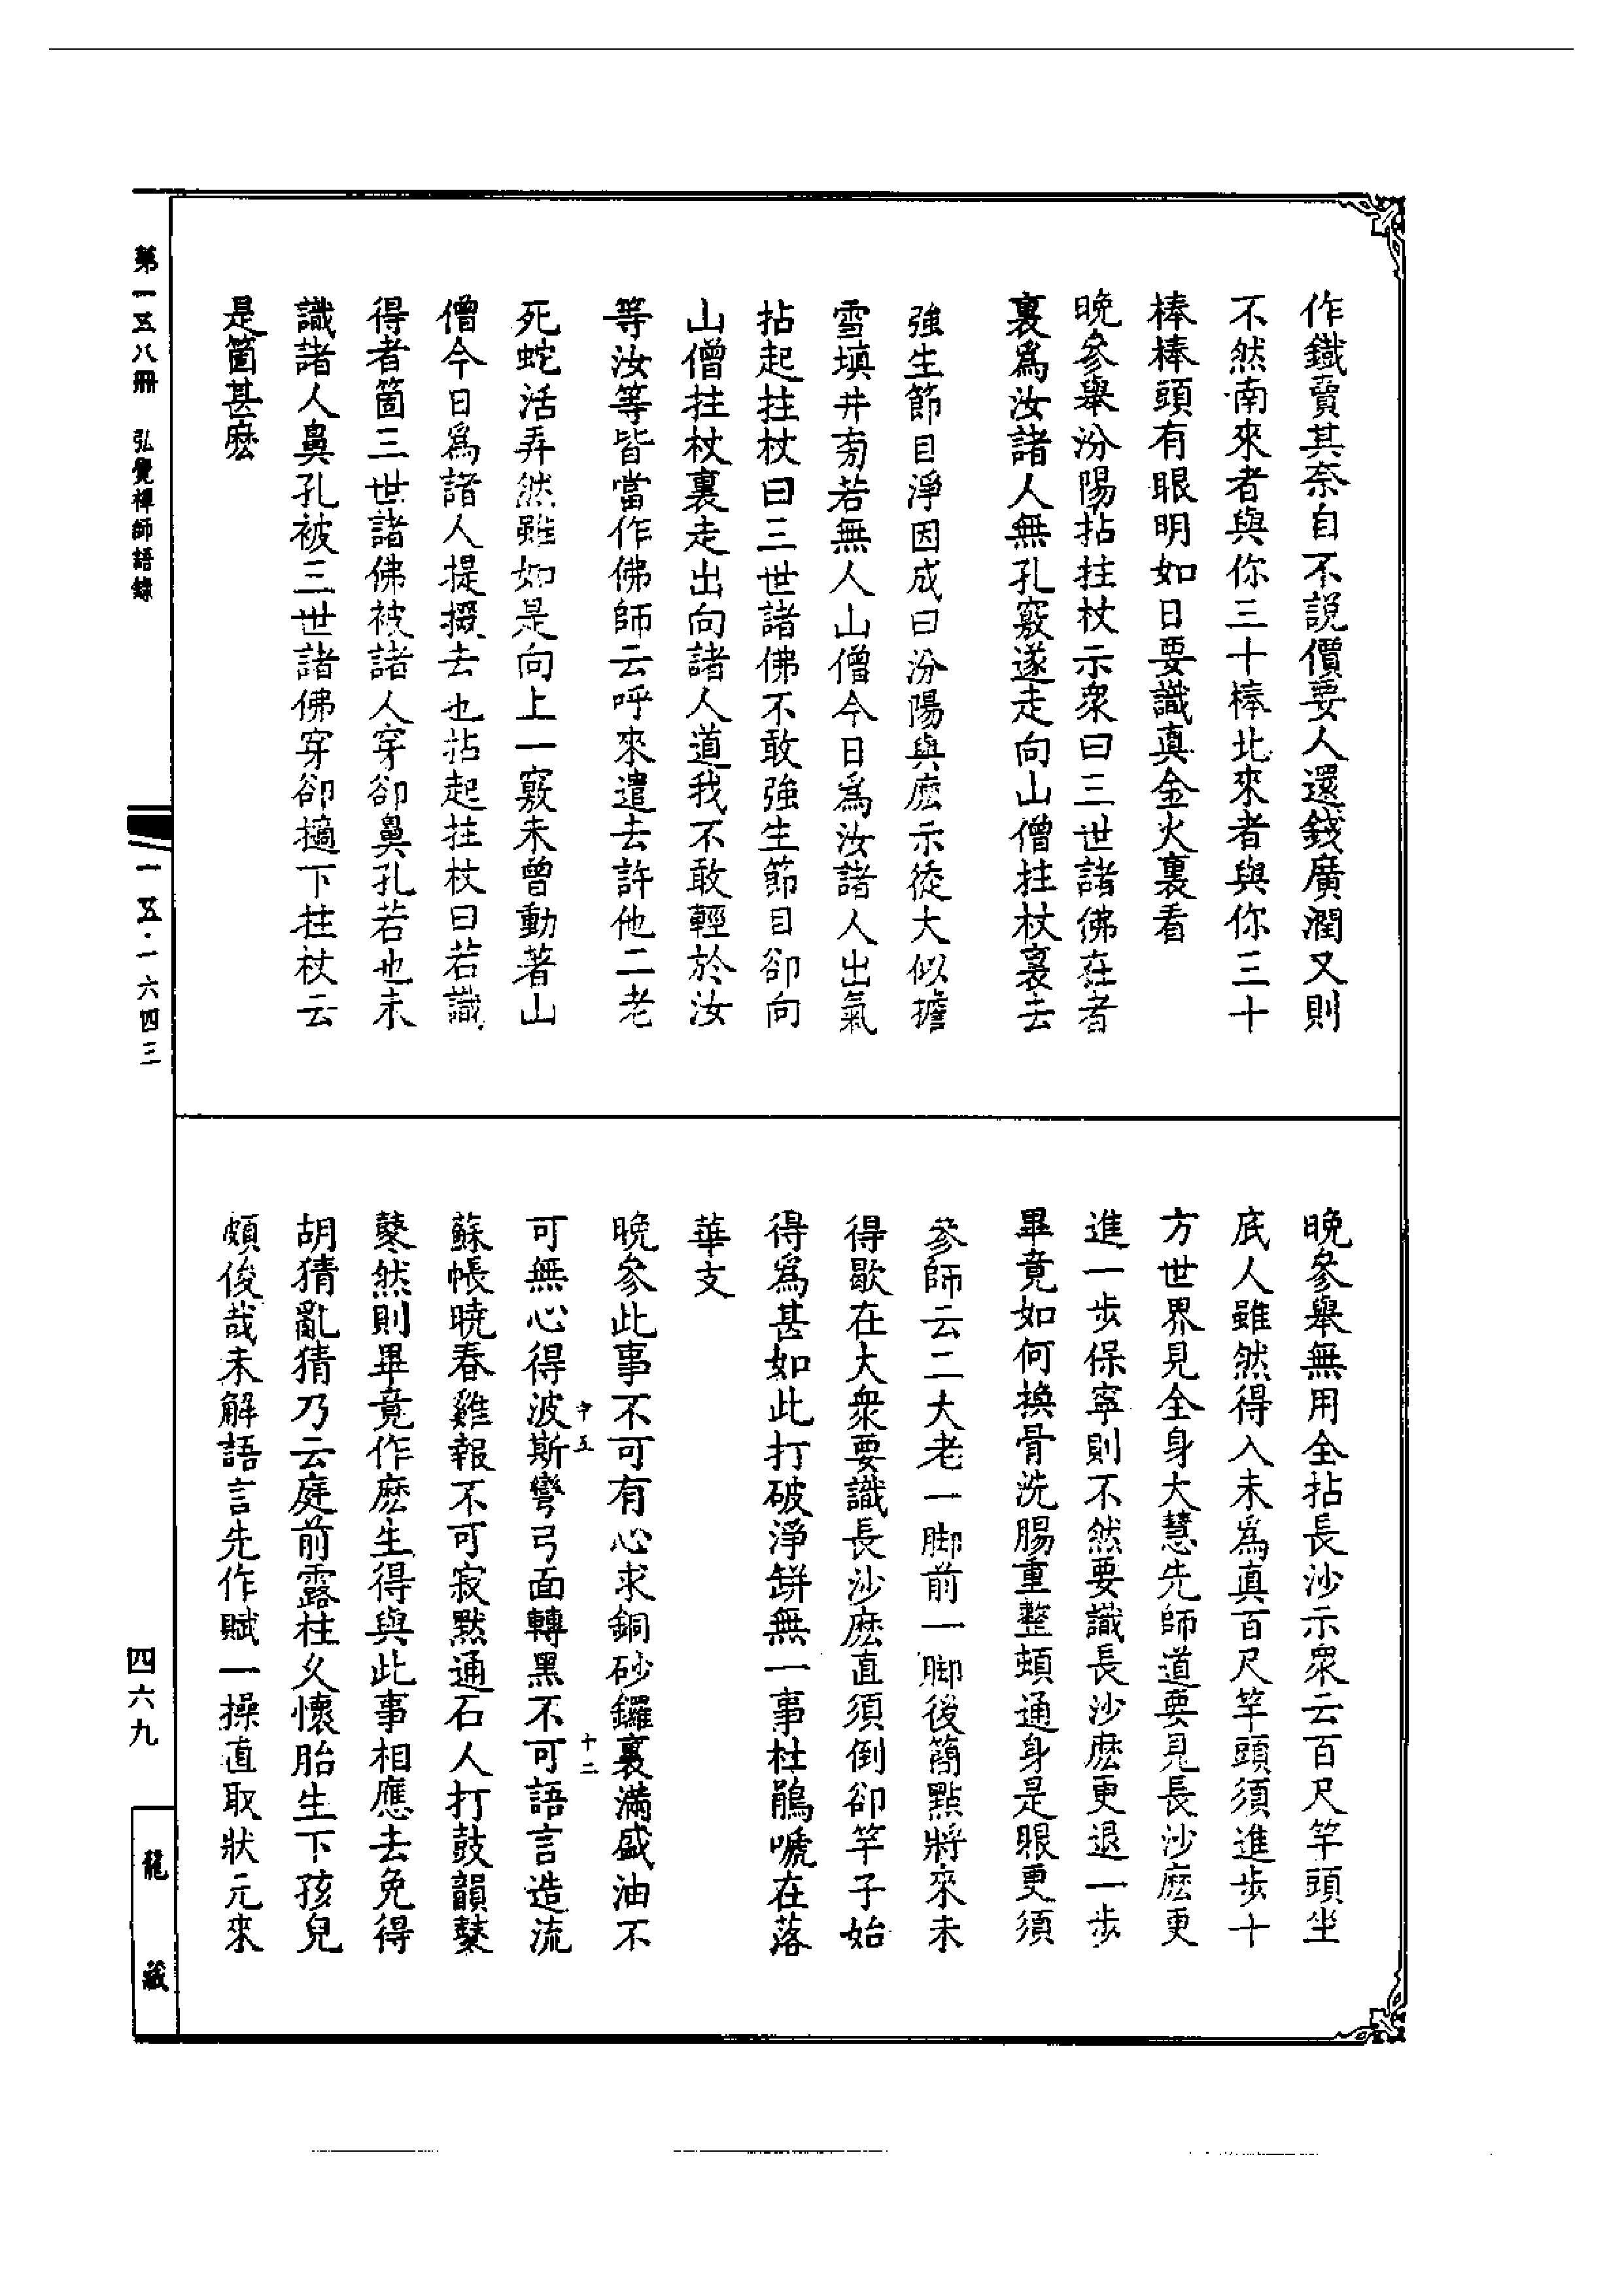 作鐵賣其奈自不說價要人還錢廣潤又則
不然南來者與你三十棒北來者與你三十
棒棒頭有眼明如日要識真金火裏看
晚參舉汾陽拈拄杖示衆曰三世諸佛在者
裏爲汝諸人無孔竅遂走向山僧拄杖裏去
強生節目淨因成曰汾陽與麽示徒大似擔
雪填井旁若無人山僧今日爲汝諸人出氣
拈起拄杖曰三世諸佛不敢強生節目卻向
山僧拄杖裏走出向諸人道我不敢輕於汝
等汝等皆當作佛師云呼來遣去許他二老
死蛇活弄然雖如是向上一竅未曾動著山
僧今日爲諸人提掇去也拈起拄杖曰若識
得者箇三世諸佛被諸人穿卻鼻孔若也未
識諸人鼻孔被三世諸佛穿卻擿下拄杖云
是箇甚麽
晚參舉無用全拈長沙示衆云百尺竿頭坐
底人雖然得入未爲真百尺竿頭須進步十
方世界見全身大慧先師道要見長沙麽更
進一步保寧則不然要識長沙麽更退一步
畢竟如何換骨洗腸重整頓通身是眼更須
參師云二大老一脚前一脚後簡點將來未
得歇在大衆要識長沙麽直須倒卻竿子始
得爲甚如此打破淨缾無一事杜鵑嗁在落
華支
晚參此事不可有心求銅砂鑼裏滿盛油不
可無心得波斯彎弓面轉黑不可語言造流
蘇帳曉春雞報不可寂默通石人打鼓韻鼕
鼕然則畢竟作麽生得與此事相應去免得
胡猜亂猜乃云庭前露柱久懷胎生下孩兒
頗俊哉未解語言先作賦一操直取狀元來
十五
十二
第一五八冊 弘覺禪師語錄
一五·一六四三
四六九
龍藏